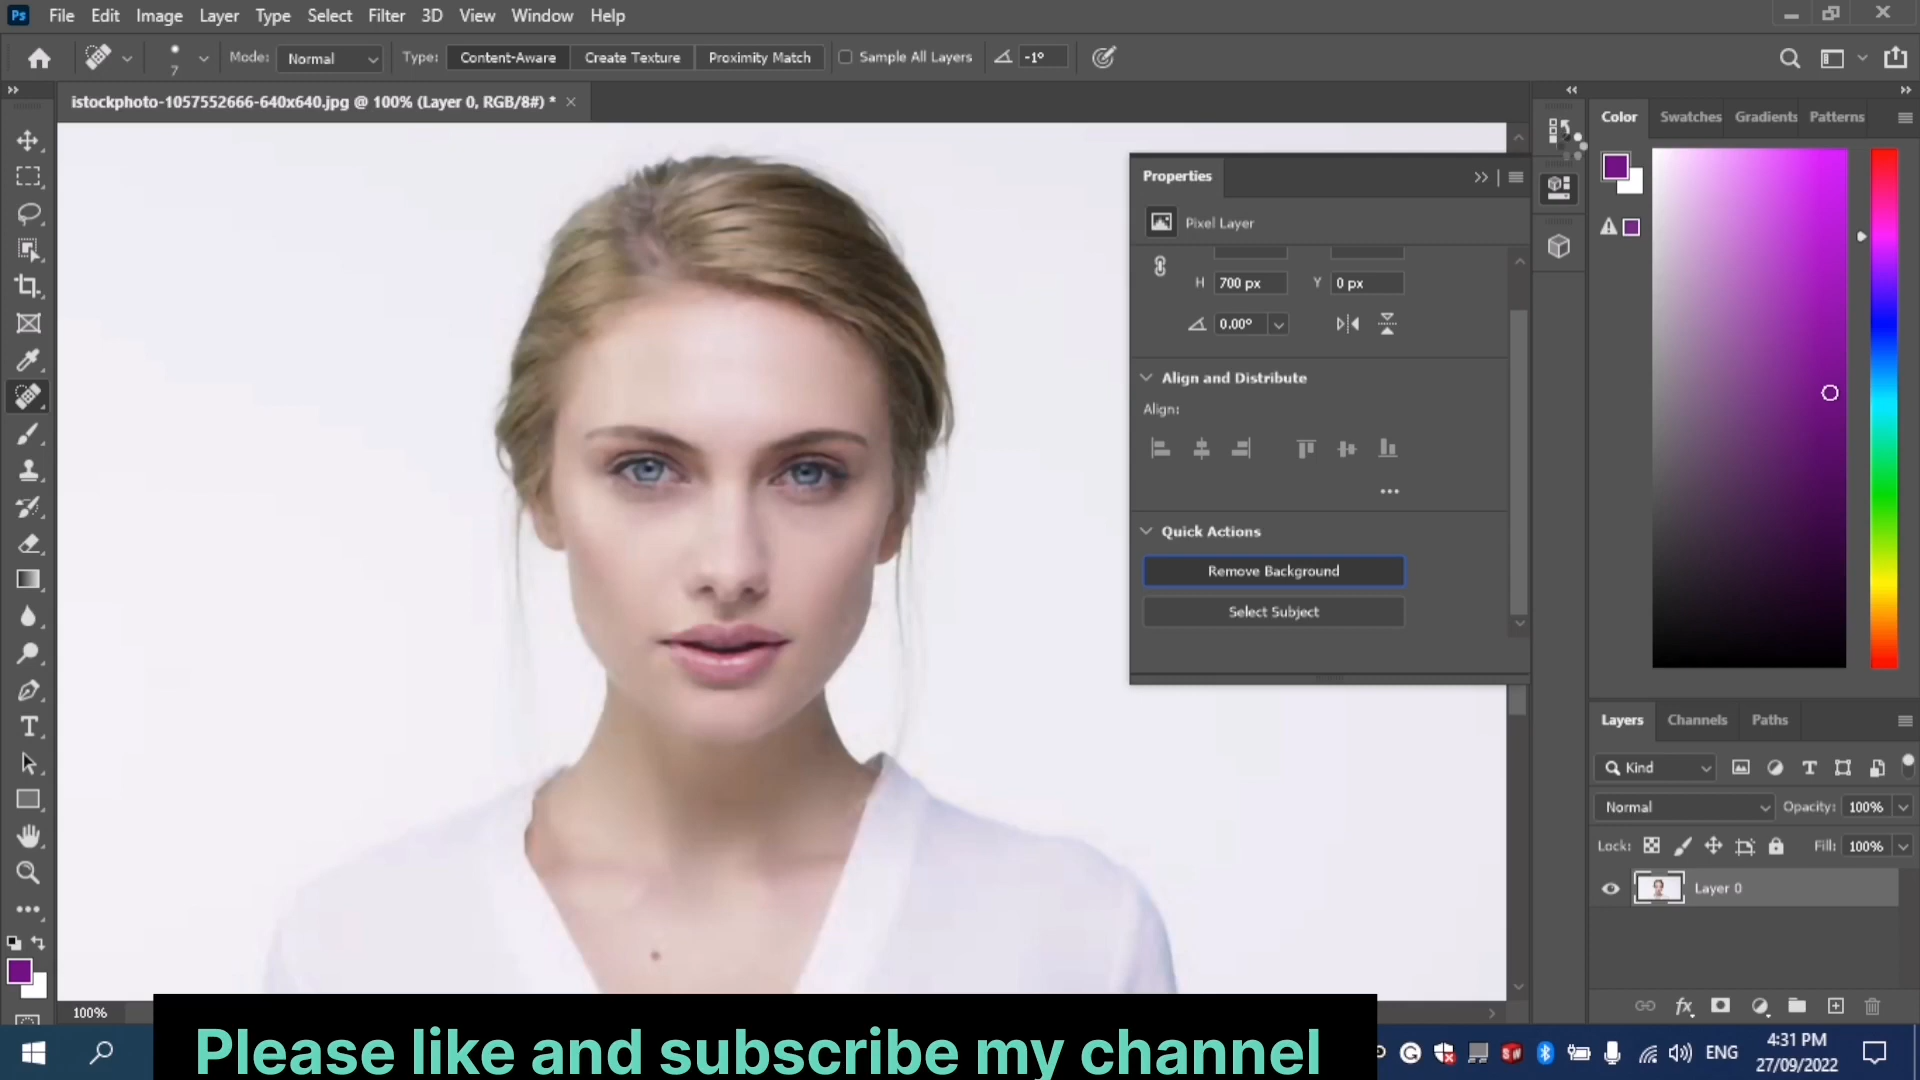 Ps File Edit Image Layer Type Select Filter 3D View Window Help
7 Mode: Normal Type: Content-Aware Create Texture Proximity Match Sample All Layers -1°
istockphoto-1057552666-640x640.jpg @ 100% (Layer 0, RGB/8#) *
Color Swatches Gradients Patterns
Properties
Pixel Layer
H 700 px Y 0 px
0.00°
Align and Distribute
Align:
Quick Actions
Remove Background
Select Subject
Layers Channels Paths
Kind
Normal Opacity: 100%
Lock: Fill: 100%
Layer 0
100%
Please like and subscribe my channel
ENG
4:31 PM
27/09/2022